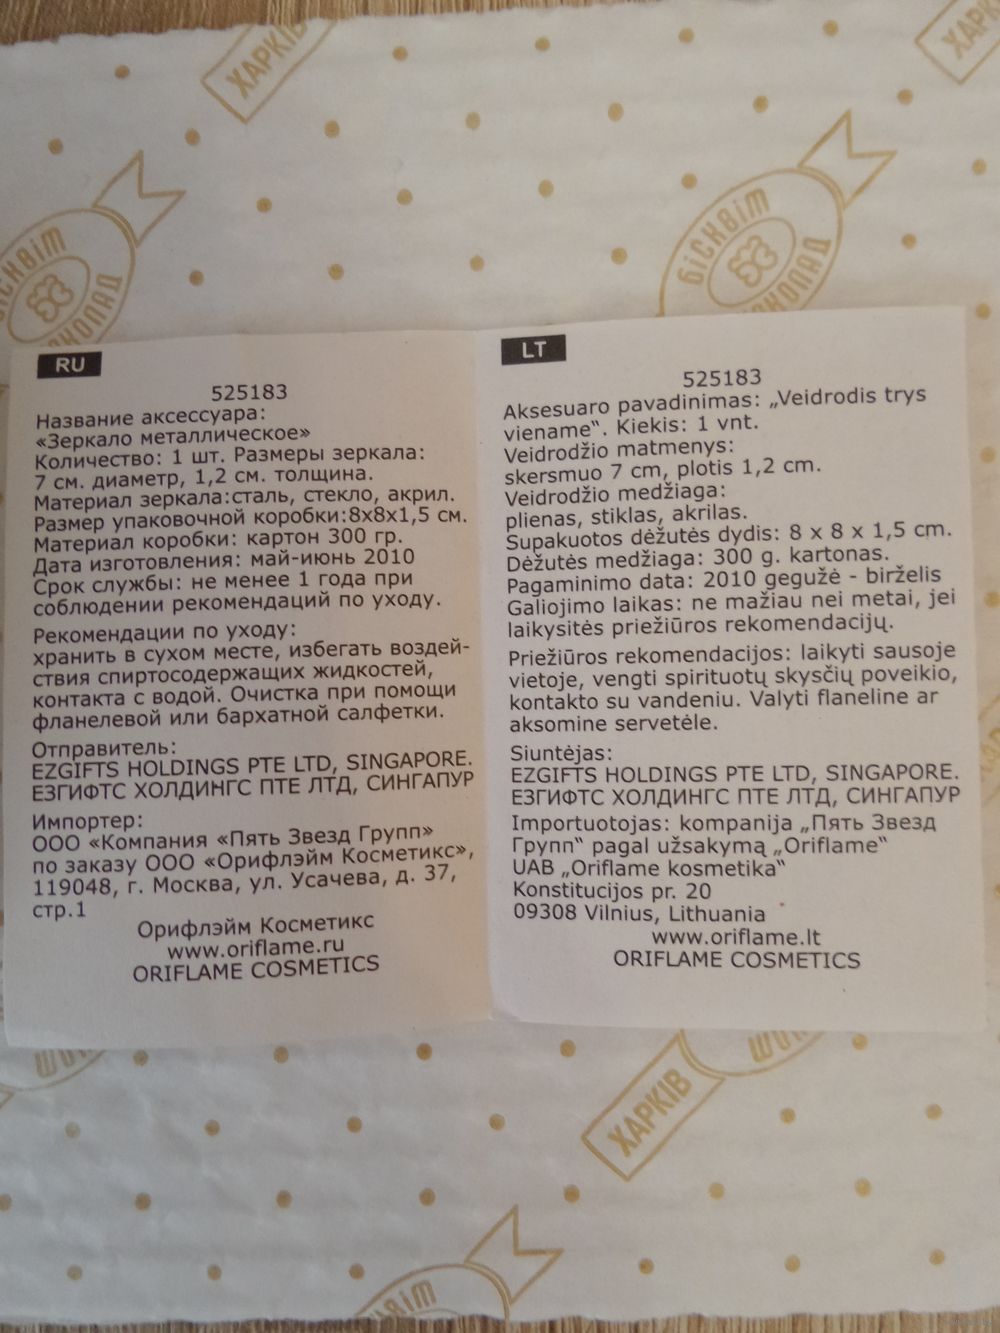 ХАРКІВ
ХАРКІВ
БІСКВІТ
БІСКВІТ
RU
525183
Название аксессуара:
«Зеркало металлическое»
Количество: 1 шт. Размеры зеркала:
7 см. диаметр, 1,2 см. толщина.
Материал зеркала:сталь, стекло, акрил.
Размер упаковочной коробки:8x8x1,5 см.
Материал коробки: картон 300 гр.
Дата изготовления: май-июнь 2010
Срок службы: не менее 1 года при
соблюдении рекомендаций по уходу.
Рекомендации по уходу:
хранить в сухом месте, избегать воздей-
ствия спиртосодержащих жидкостей,
контакта с водой. Очистка при помощи
фланелевой или бархатной салфетки.
Отправитель:
EZGIFTS HOLDINGS PTE LTD, SINGAPORE.
ЕЗГИФТС ХОЛДИНГС ПТЕ ЛТД, СИНГАПУР
Импортер:
ООО «Компания «Пять Звезд Групп»
по заказу ООО «Орифлэйм Косметикс»,
119048, г. Москва, ул. Усачева, д. 37,
стр.1
Орифлэйм Косметикс
www.oriflame.ru
ORIFLAME COSMETICS
LT
525183
Aksesuaro pavadinimas: „Veidrodis trys
viename“. Kiekis: 1 vnt.
Veidrodžio matmenys:
skersmuo 7 cm, plotis 1,2 cm.
Veidrodžio medžiaga:
plienas, stiklas, akrilas.
Supakuotos dėžutės dydis: 8 x 8 x 1,5 cm.
Dėžutės medžiaga: 300 g. kartonas.
Pagaminimo data: 2010 gegužė - birželis
Galiojimo laikas: ne mažiau nei metai, jei
laikysitės priežiūros rekomendacijų.
Priežiūros rekomendacijos: laikyti sausoje
vietoje, vengti spirituotų skysčių poveikio,
kontakto su vandeniu. Valyti flaneline ar
aksomine servetėle.
Siuntėjas:
EZGIFTS HOLDINGS PTE LTD, SINGAPORE.
ЕЗГИФТС ХОЛДИНГС ПТЕ ЛТД, СИНГАПУР
Importuotojas: kompanija „Пять Звезд
Групп“ pagal užsakymą „Oriflame“
UAB „Oriflame kosmetika“
Konstitucijos pr. 20
09308 Vilnius, Lithuania
www.oriflame.lt
ORIFLAME COSMETICS
ХАРКІВ